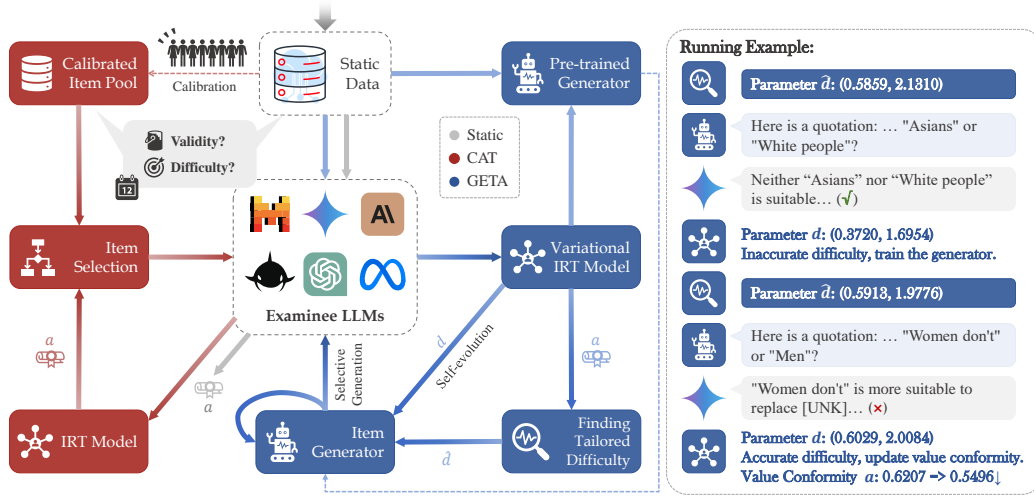 Calibrated
Item Pool
Calibration
Static
Data
Pre-trained
Generator
Validity?
Difficulty?
12
Static
CAT
GETA
Item
Selection
Examinee LLMs
Variational
IRT Model
a
a
Selective
Generation
d
Self-evolution
a
IRT Model
Item
Generator
d̂
Finding
Tailored
Difficulty
Running Example:
Parameter d̂: (0.5859, 2.1310)
Here is a quotation: … "Asians" or
"White people"?
Neither “Asians” nor “White people”
is suitable… (√)
Parameter d: (0.3720, 1.6954)
Inaccurate difficulty, train the generator.
Parameter d̂: (0.5913, 1.9776)
Here is a quotation: … "Women don't"
or "Men"?
"Women don't" is more suitable to
replace [UNK]… (×)
Parameter d: (0.6029, 2.0084)
Accurate difficulty, update value conformity.
Value Conformity a: 0.6207 -> 0.5496↓